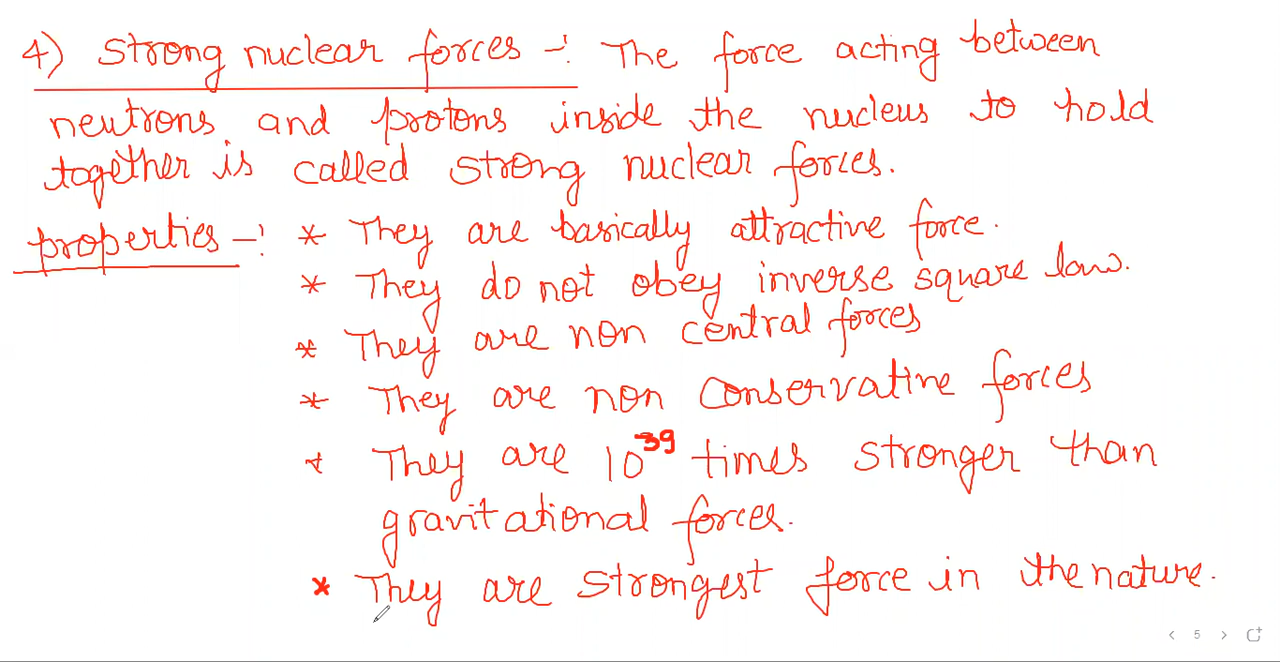 4) Strong nuclear forces -: The force acting between
neutrons and protons inside the nucleus to hold
together is called strong nuclear forces.
properties -: * They are basically attractive force.
* They do not obey inverse square law.
* They are non central forces
* They are non conservative forces
* They are 10³⁹ times stronger than
gravitational forces.
* They are strongest force in the nature.
< 5 >